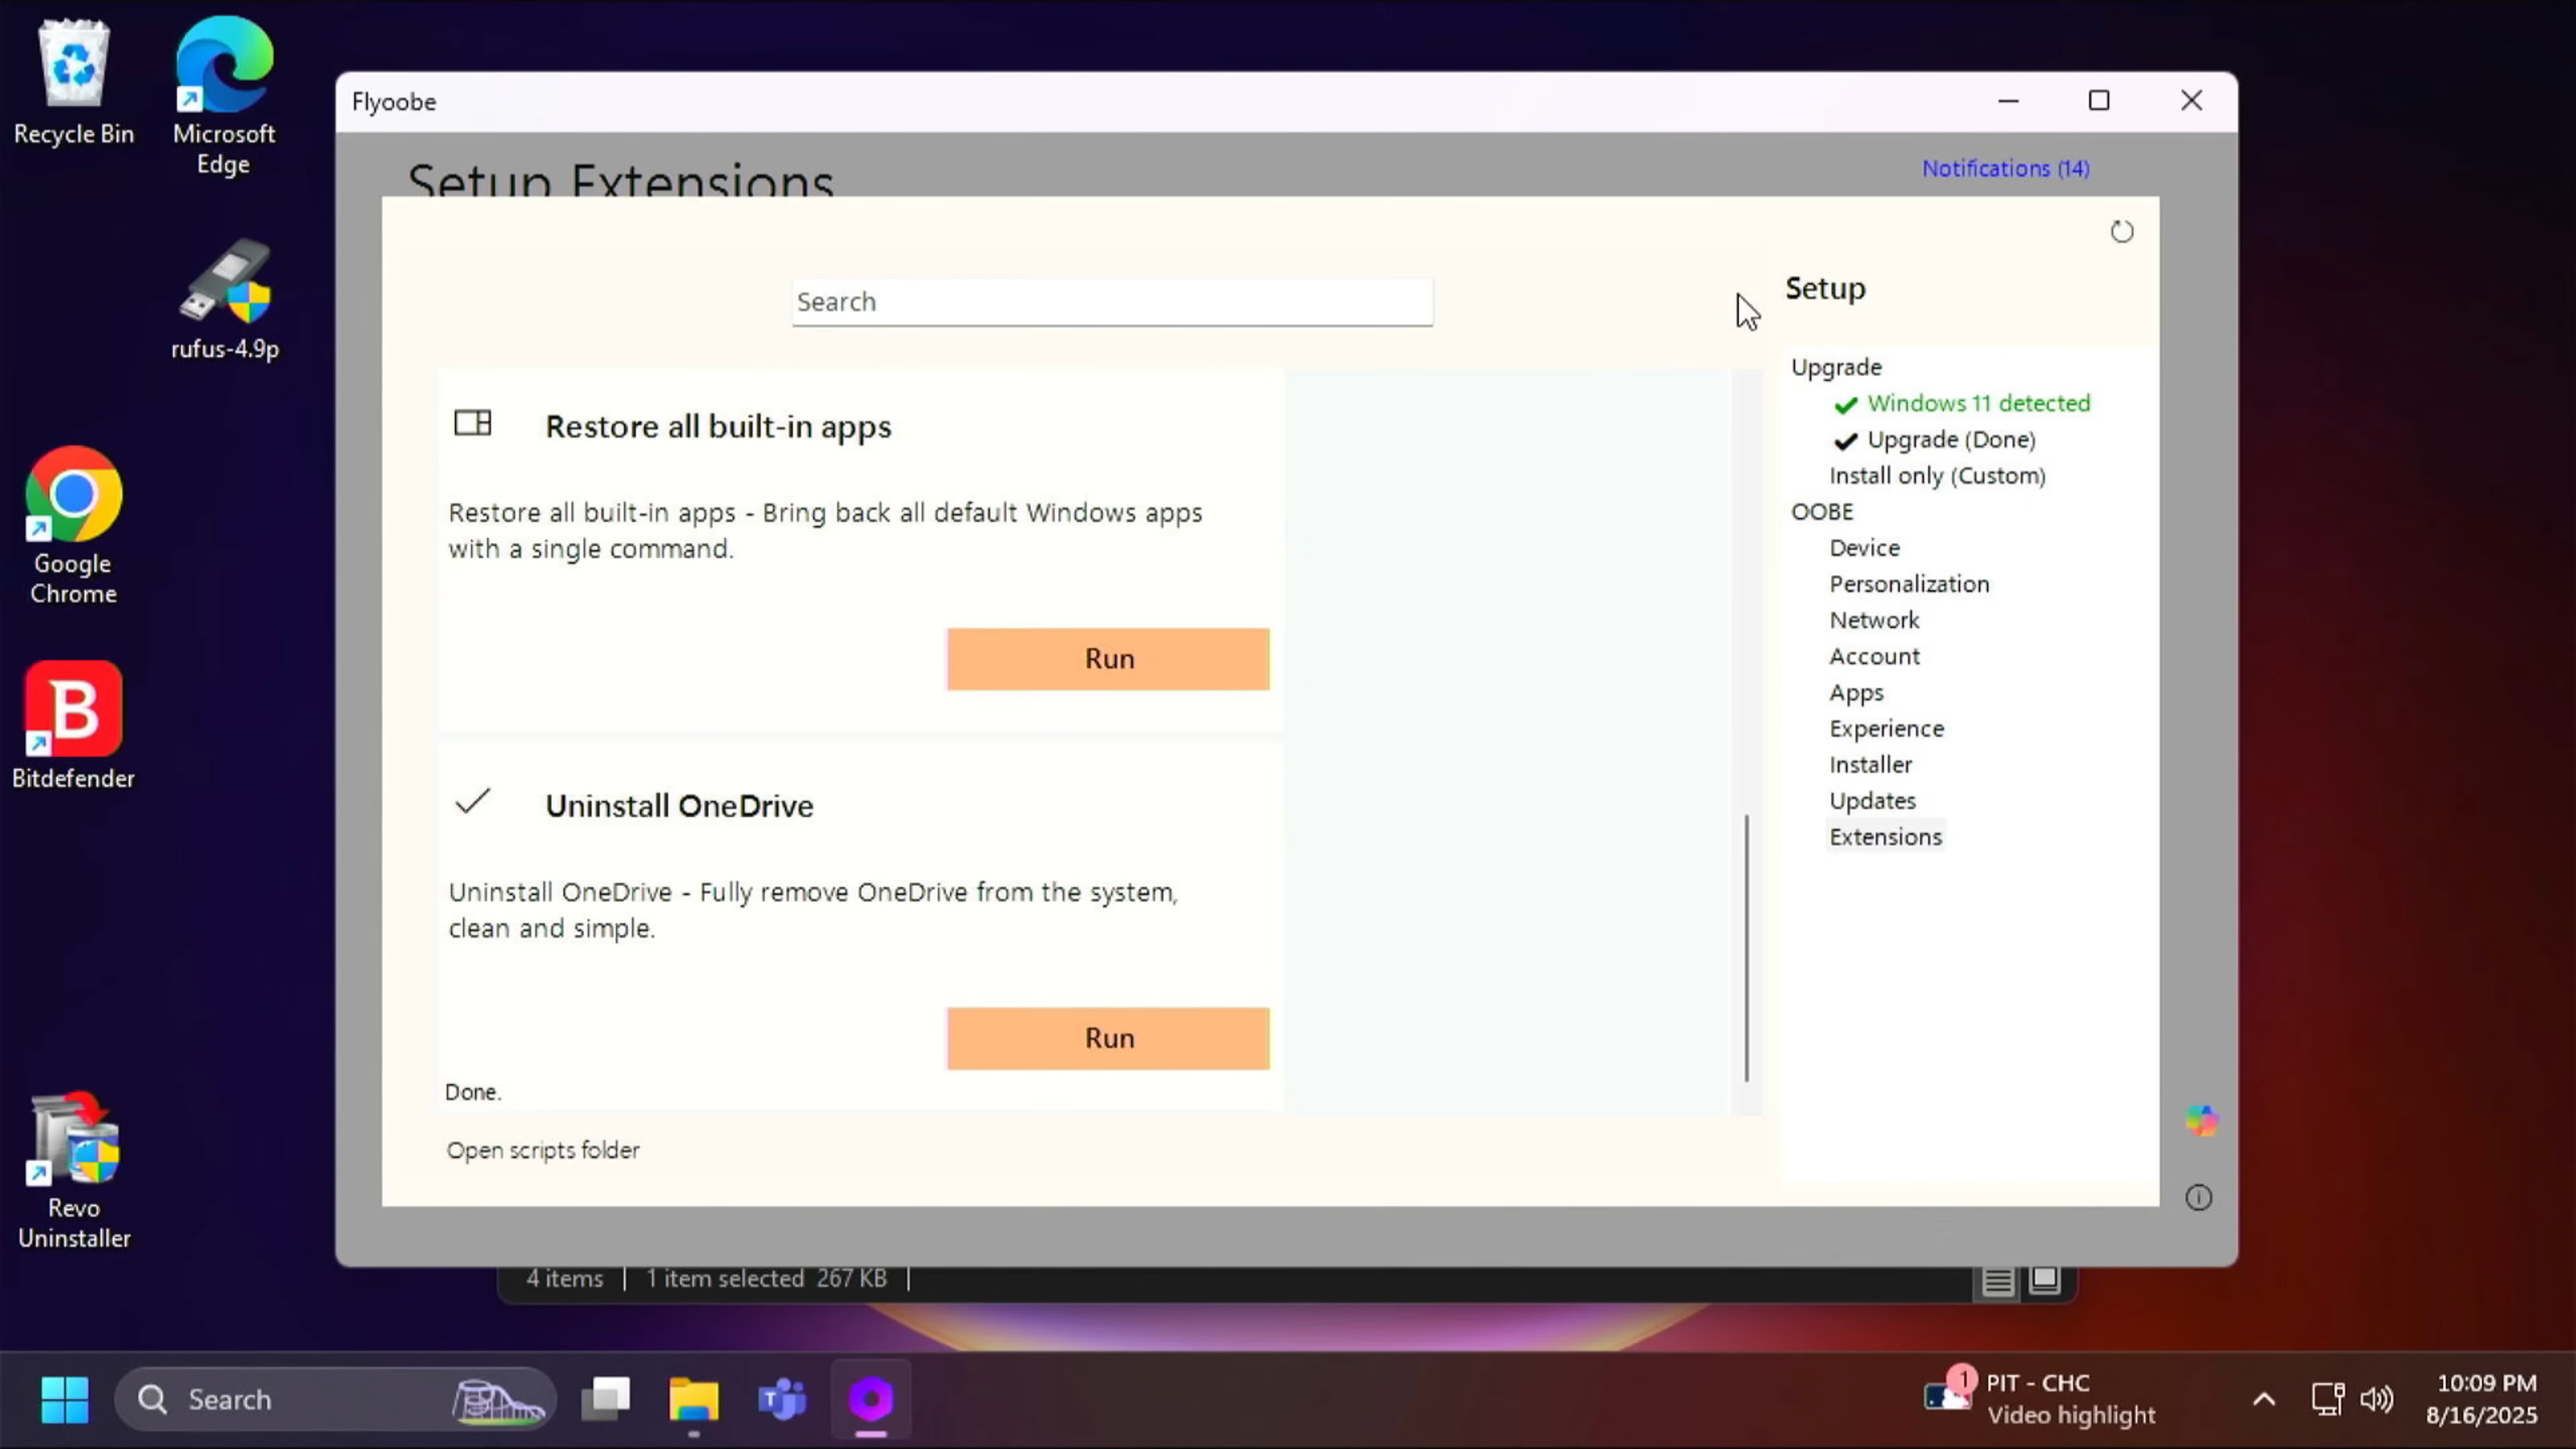 Recycle Bin
Microsoft
Edge
rufus-4.9p
Google
Chrome
Bitdefender
Revo
Uninstaller
Flyoobe
Setup Extensions
Notifications (14)
Search
Restore all built-in apps
Restore all built-in apps - Bring back all default Windows apps
with a single command.
Run
Uninstall OneDrive
Uninstall OneDrive - Fully remove OneDrive from the system,
clean and simple.
Run
Done.
Open scripts folder
Setup
Upgrade
Windows 11 detected
Upgrade (Done)
Install only (Custom)
OOBE
Device
Personalization
Network
Account
Apps
Experience
Installer
Updates
Extensions
4 items | 1 item selected 267 KB |
Search
1
PIT - CHC
Video highlight
10:09 PM
8/16/2025